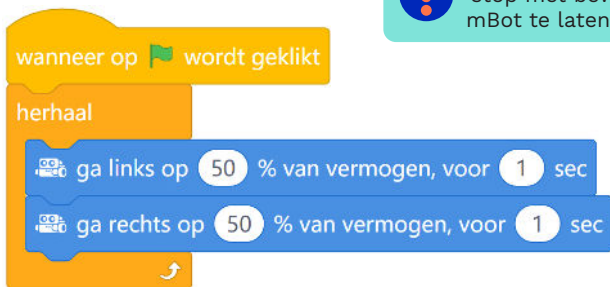 mBot te laten
wanneer op wordt geklikt
herhaal
ga links op 50 % van vermogen, voor 1 sec
ga rechts op 50 % van vermogen, voor 1 sec